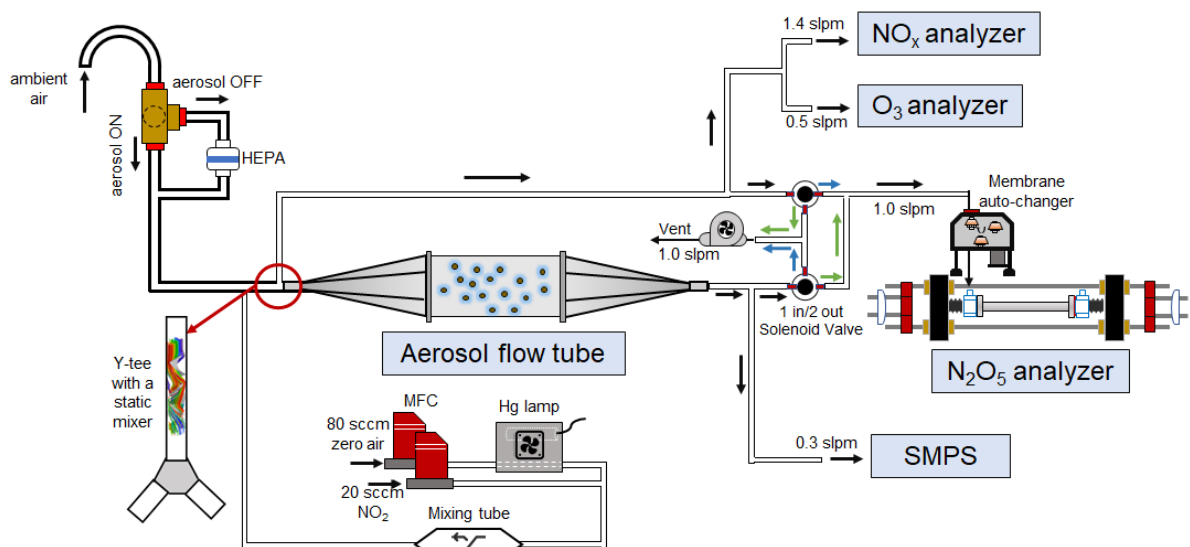 1.4 slpm
NOx analyzer
ambient
air
aerosol OFF
aerosol ON
HEPA
0.5 slpm
O3 analyzer
Membrane
auto-changer
1.0 slpm
Vent
1.0 slpm
1 in/2 out
Solenoid Valve
Aerosol flow tube
N2O5 analyzer
Y-tee
with a
static
mixer
MFC
Hg lamp
80 sccm
zero air
20 sccm
NO2
Mixing tube
0.3 slpm
SMPS